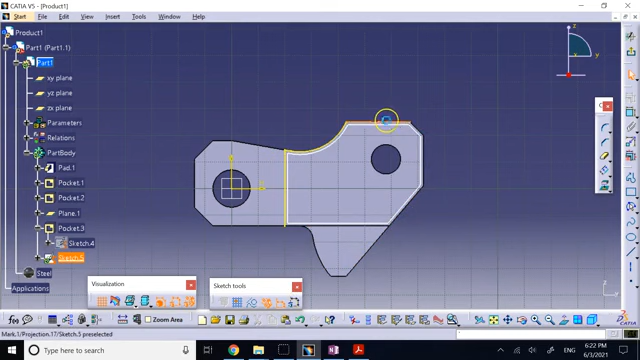 CATIA V5 - [Product1]
Start File Edit View Insert Tools Window Help
Product1
Part1 (Part1.1)
Part1
xy plane
yz plane
zx plane
Parameters
Relations
PartBody
Pad.1
Pocket.1
Pocket.2
Plane.1
Pocket.3
Sketch.4
Sketch.5
Steel
Applications
z
x y
Visualization
Sketch tools
f(x)
Zoom Area
CATIA
Mark.1/Projection.17/Sketch.5 preselected
Type here to search
ENG
6:22 PM
6/3/2021